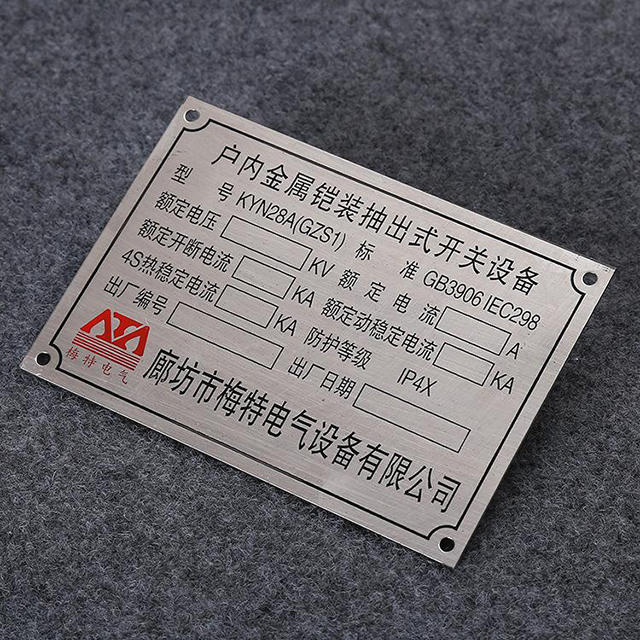 户内金属铠装抽出式开关设备
型 号 KYN28A(GZS1) 标 准 GB3906 IEC298
额定电压 KV 额 定 电 流 A
额定开断电流 KA 额定动稳定电流 KA
4S热稳定电流 KA 防护等级 IP4X
出厂编号 出厂日期
梅特电气
廊坊市梅特电气设备有限公司